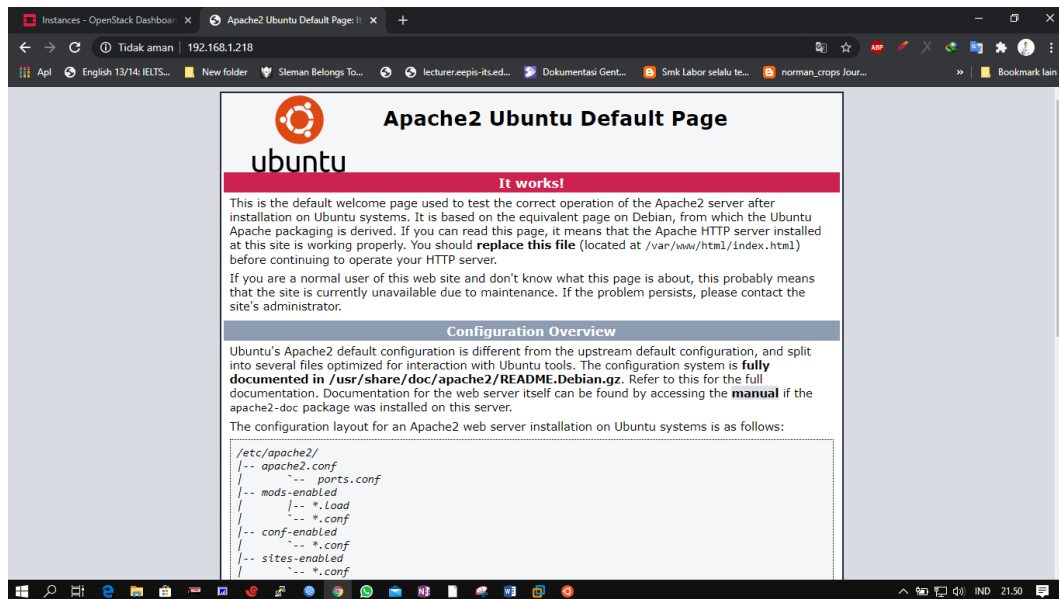 Instances - OpenStack Dashboar
Apache2 Ubuntu Default Page: It
Tidak aman
192.168.1.218
ABP
Apl
English 13/14: IELTS...
New folder
Sleman Belongs To...
lecturer.eepis-its.ed...
Dokumentasi Gent...
Smk Labor selalu te...
norman_crops Jour...
»
Bookmark lain
ubuntu
Apache2 Ubuntu Default Page
It works!
This is the default welcome page used to test the correct operation of the Apache2 server after
installation on Ubuntu systems. It is based on the equivalent page on Debian, from which the Ubuntu
Apache packaging is derived. If you can read this page, it means that the Apache HTTP server installed
at this site is working properly. You should replace this file (located at /var/www/html/index.html)
before continuing to operate your HTTP server.
If you are a normal user of this web site and don't know what this page is about, this probably means
that the site is currently unavailable due to maintenance. If the problem persists, please contact the
site's administrator.
Configuration Overview
Ubuntu's Apache2 default configuration is different from the upstream default configuration, and split
into several files optimized for interaction with Ubuntu tools. The configuration system is fully
documented in /usr/share/doc/apache2/README.Debian.gz. Refer to this for the full
documentation. Documentation for the web server itself can be found by accessing the manual if the
apache2-doc package was installed on this server.
The configuration layout for an Apache2 web server installation on Ubuntu systems is as follows:
/etc/apache2/
|-- apache2.conf
|       `--  ports.conf
|-- mods-enabled
|       |-- *.load
|       `-- *.conf
|-- conf-enabled
|       `-- *.conf
|-- sites-enabled
|       `-- *.conf
IND
21.50